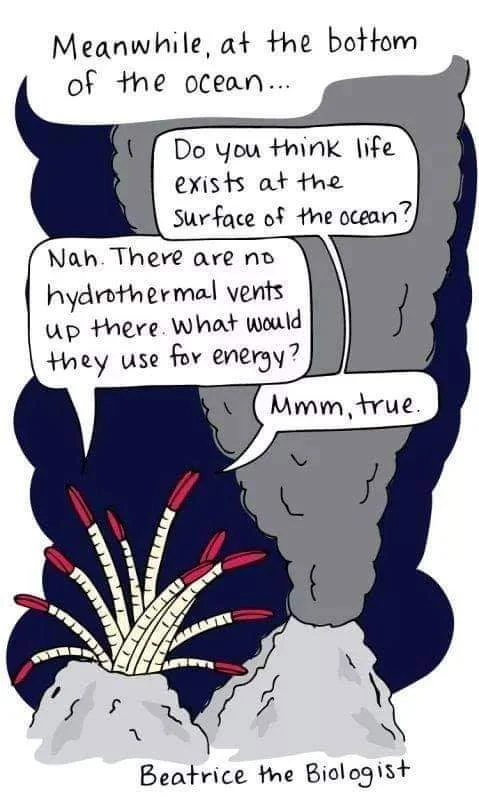 Meanwhile, at the bottom
of the ocean...
Do you think life
exists at the
surface of the ocean?
Nah. There are no
hydrothermal vents
up there. What would
they use for energy?
Mmm, true.
Beatrice the Biologist